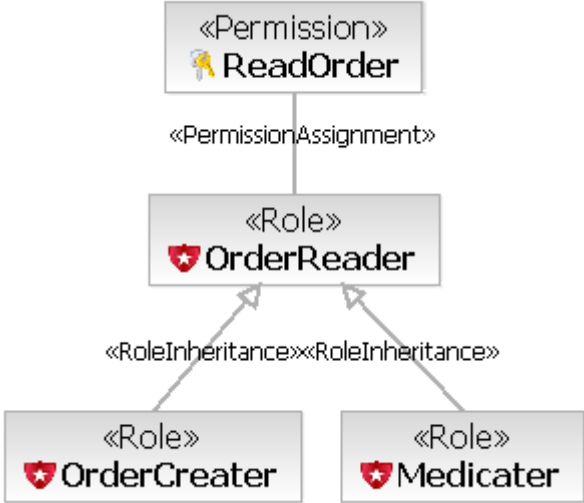 «Permission»
ReadOrder
«PermissionAssignment»
«Role»
OrderReader
«RoleInheritance»
«RoleInheritance»
«Role»
OrderCreater
«Role»
Medicater